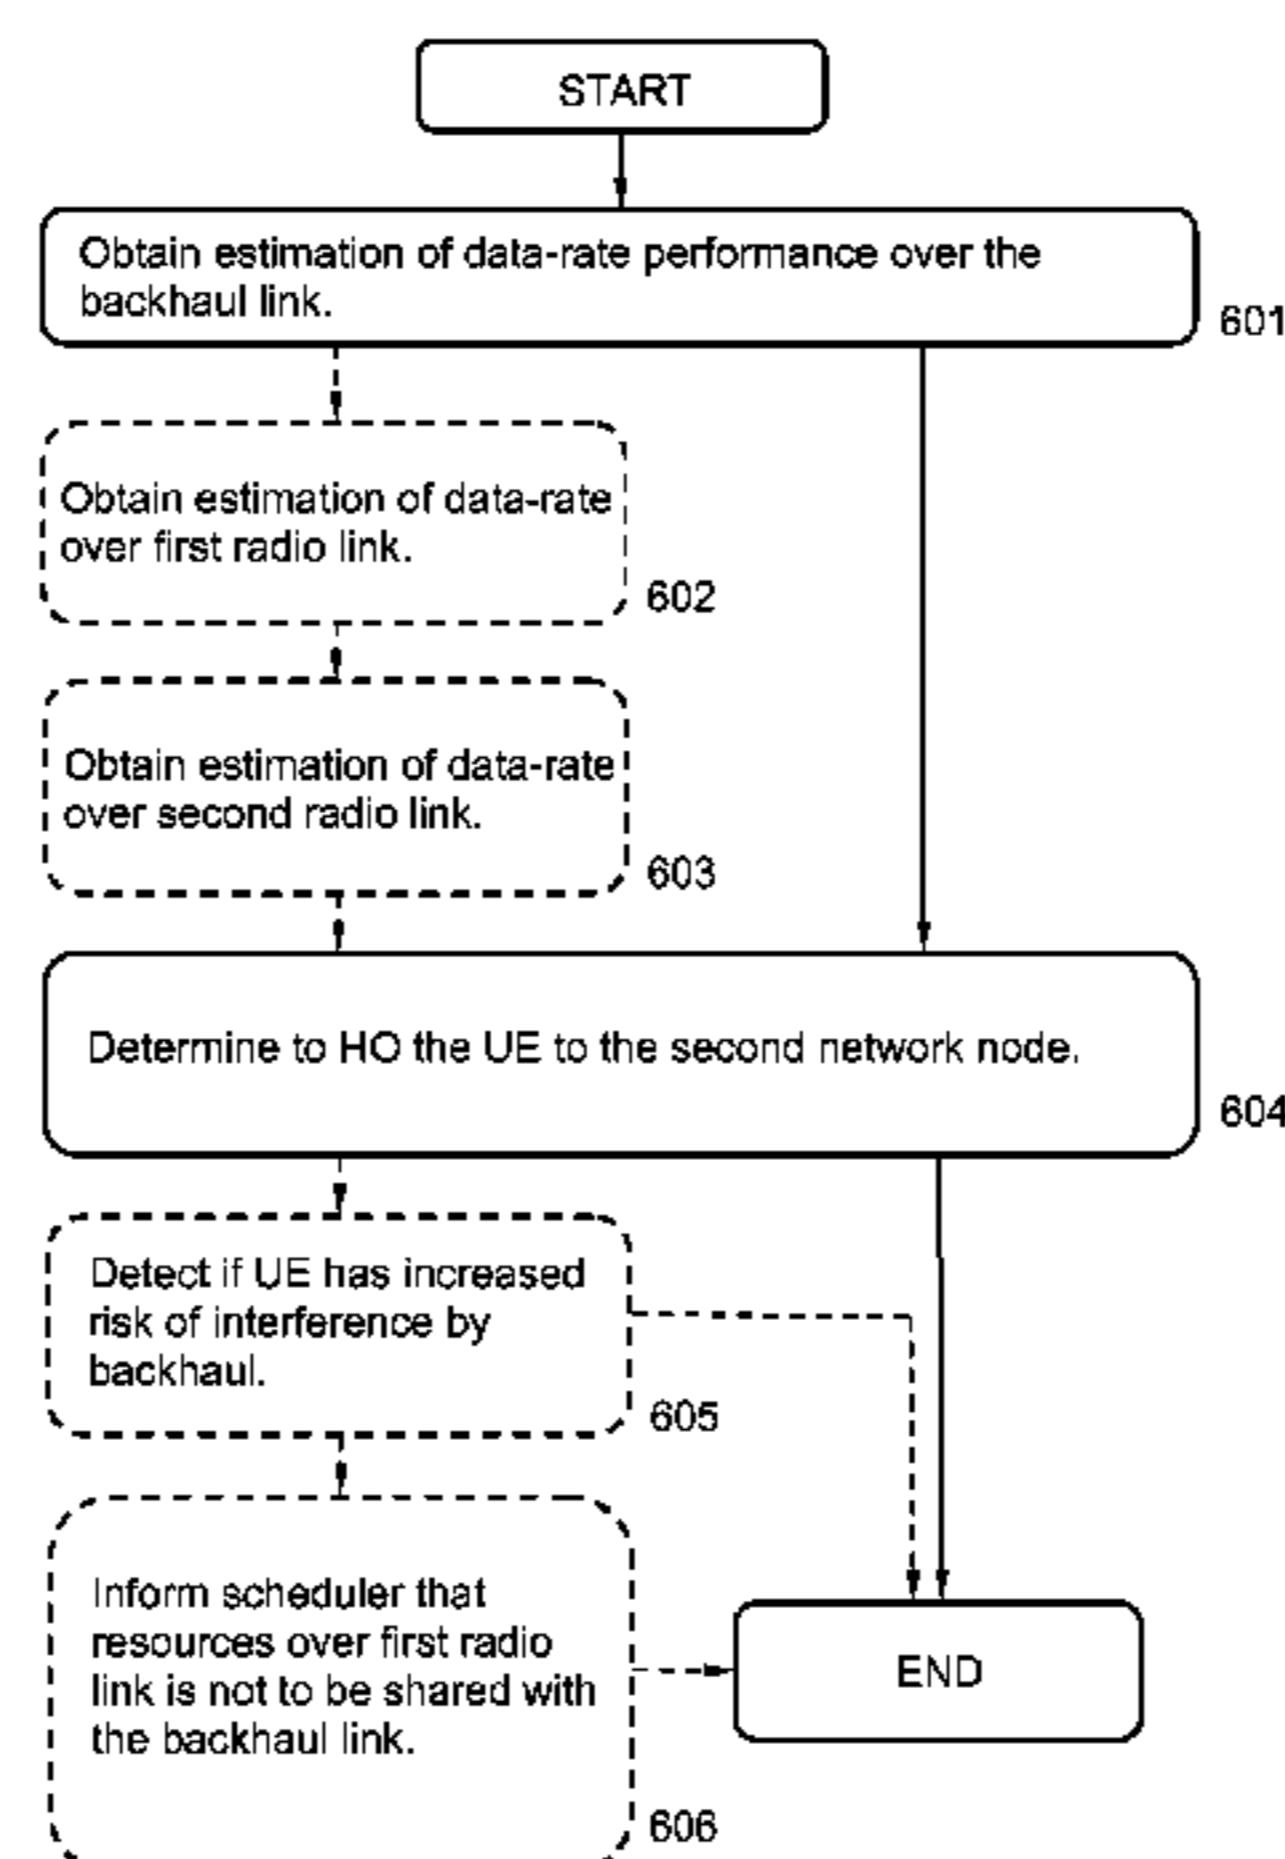 START
Obtain estimation of data-rate performance over the
backhaul link.
601
Obtain estimation of data-rate
over first radio link.
602
Obtain estimation of data-rate
over second radio link.
603
Determine to HO the UE to the second network node.
604
Detect if UE has increased
risk of interference by
backhaul.
605
Inform scheduler that
resources over first radio
link is not to be shared with
the backhaul link.
606
END